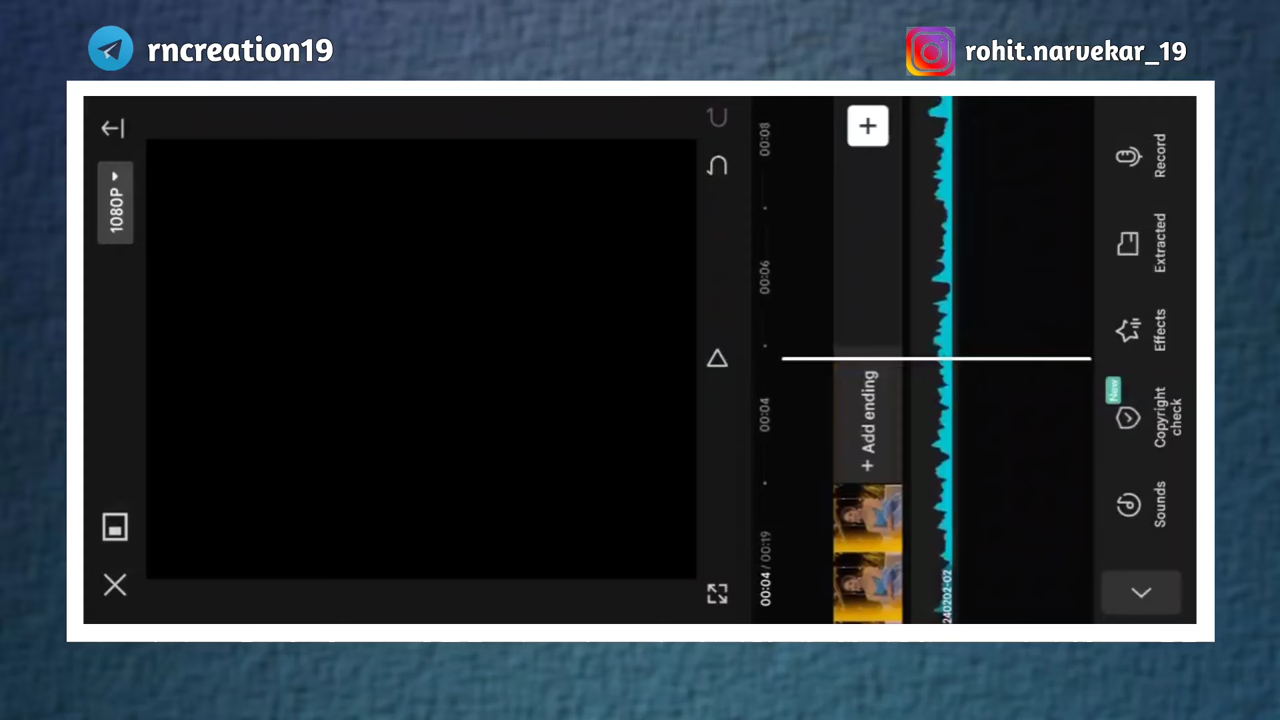 rncreation19
rohit.narvekar_19
1080P
00:04 / 00:19
00:04
00:06
00:08
+ Add ending
240202-02
Sounds
New
Copyright
check
Effects
Extracted
Record